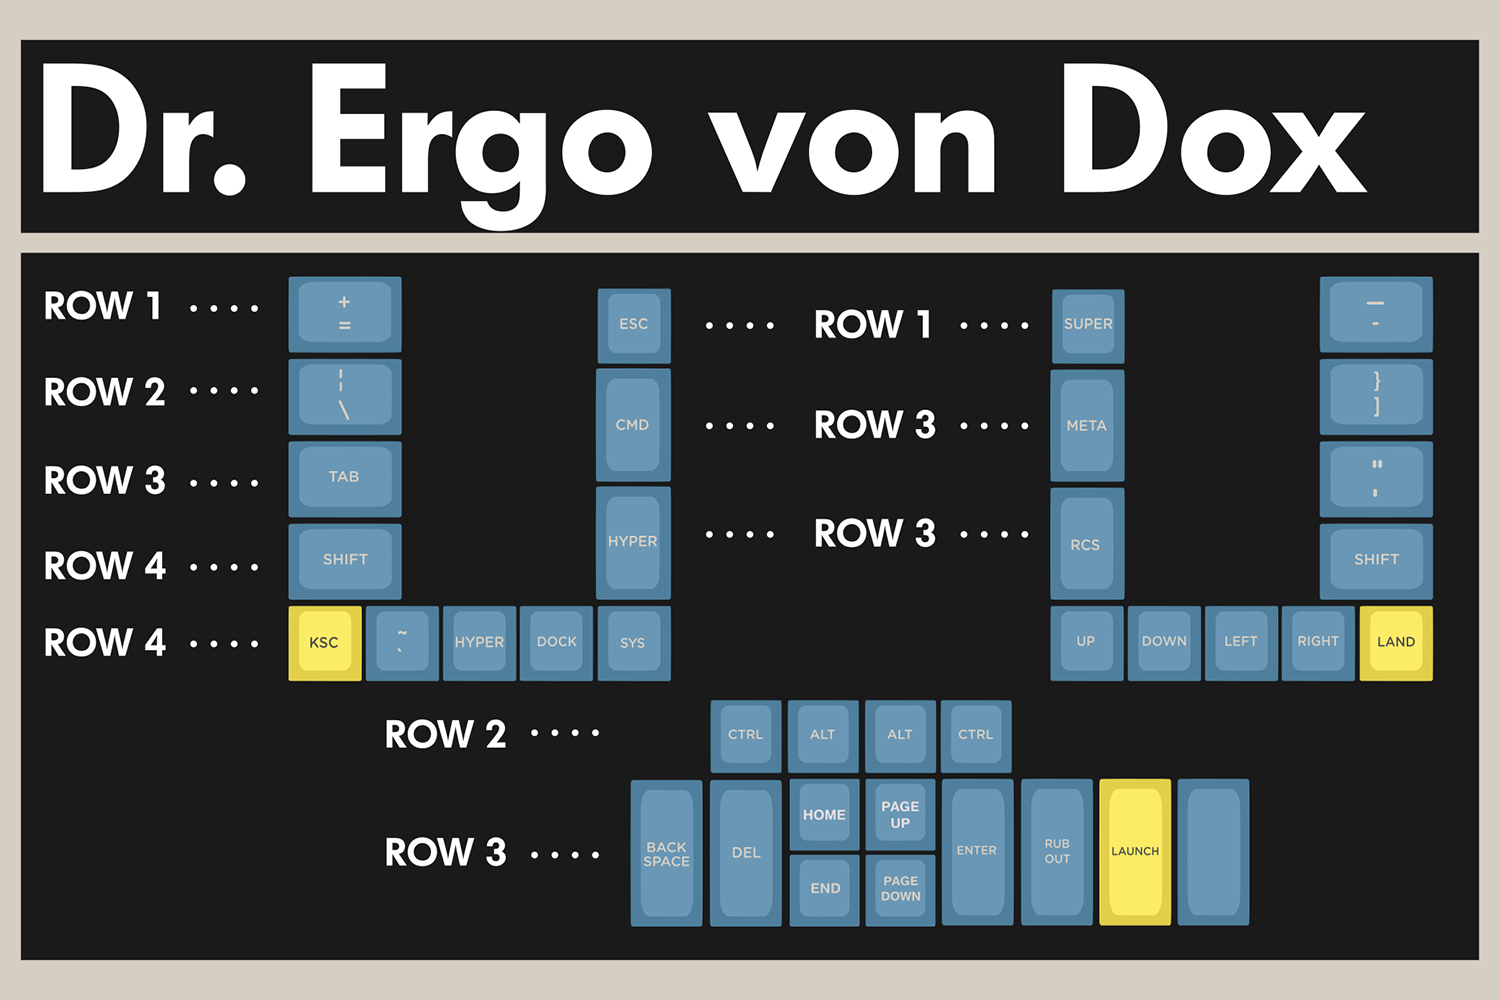 Dr. Ergo von Dox
ROW 1 ····
+
=
ESC
···· ROW 1 ····
SUPER
—
-
ROW 2 ····
¦
\
CMD
···· ROW 3 ····
META
}
]
ROW 3 ····
TAB
"
'
HYPER
···· ROW 3 ····
RCS
ROW 4 ····
SHIFT
SHIFT
ROW 4 ····
KSC
~
`
HYPER
DOCK
SYS
UP
DOWN
LEFT
RIGHT
LAND
ROW 2 ····
CTRL
ALT
ALT
CTRL
ROW 3 ····
BACK
SPACE
DEL
HOME
PAGE
UP
END
PAGE
DOWN
ENTER
RUB
OUT
LAUNCH